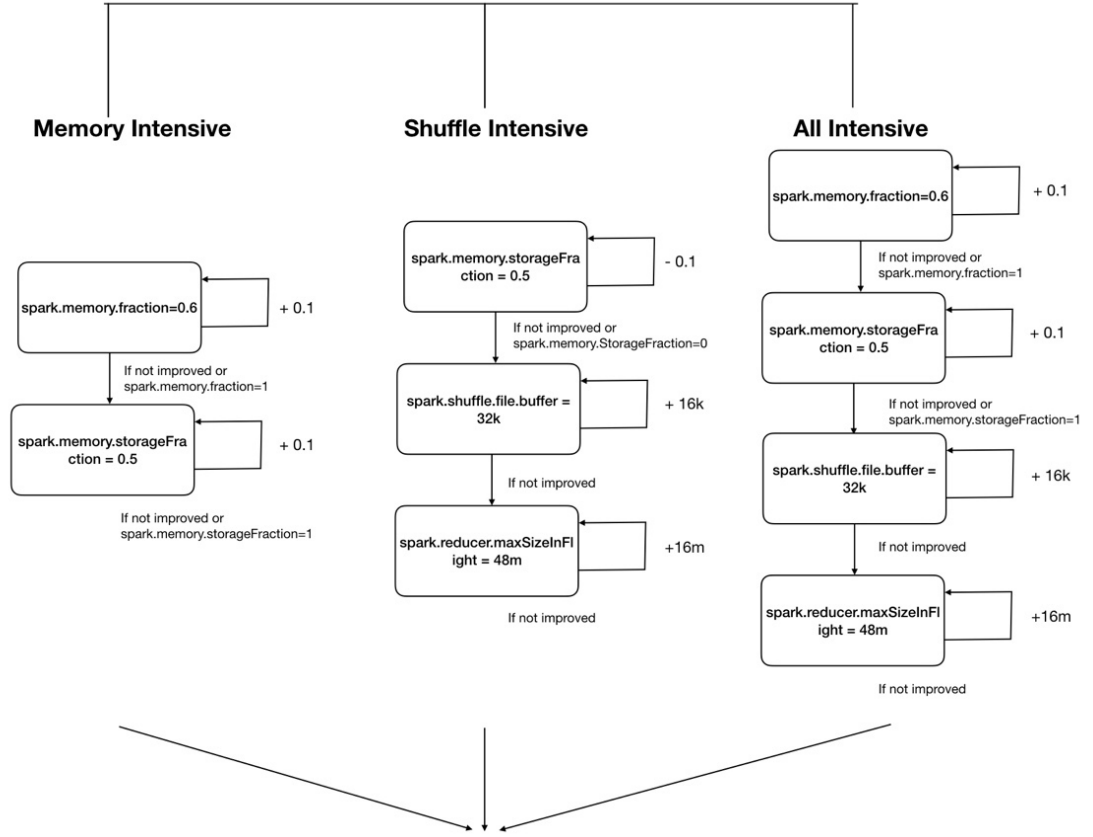 Memory Intensive
spark.memory.fraction=0.6
+ 0.1
If not improved or
spark.memory.fraction=1
spark.memory.storageFra
ction = 0.5
+ 0.1
If not improved or
spark.memory.storageFraction=1
Shuffle Intensive
spark.memory.storageFra
ction = 0.5
- 0.1
If not improved or
spark.memory.StorageFraction=0
spark.shuffle.file.buffer =
32k
+ 16k
If not improved
spark.reducer.maxSizeInFl
ight = 48m
+16m
If not improved
All Intensive
spark.memory.fraction=0.6
+ 0.1
If not improved or
spark.memory.fraction=1
spark.memory.storageFra
ction = 0.5
+ 0.1
If not improved or
spark.memory.storageFraction=1
spark.shuffle.file.buffer =
32k
+ 16k
If not improved
spark.reducer.maxSizeInFl
ight = 48m
+16m
If not improved